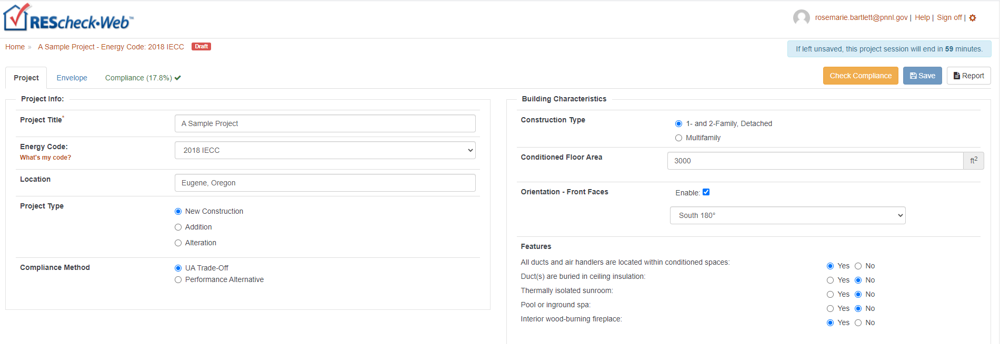 REScheck-Web™
rosemarie.bartlett@pnnl.gov | Help | Sign off |
Home » A Sample Project - Energy Code: 2018 IECC Draft
If left unsaved, this project session will end in 59 minutes.
Project Envelope Compliance (17.8%)
Check Compliance Save Report
Project Info:
Project Title*
A Sample Project
Energy Code:
What's my code?
2018 IECC
Location
Eugene, Oregon
Project Type
New Construction
Addition
Alteration
Compliance Method
UA Trade-Off
Performance Alternative
Building Characteristics
Construction Type
1- and 2-Family, Detached
Multifamily
Conditioned Floor Area
3000 ft²
Orientation - Front Faces
Enable:
South 180°
Features
All ducts and air handlers are located within conditioned spaces: Yes No
Duct(s) are buried in ceiling insulation: Yes No
Thermally isolated sunroom: Yes No
Pool or inground spa: Yes No
Interior wood-burning fireplace: Yes No